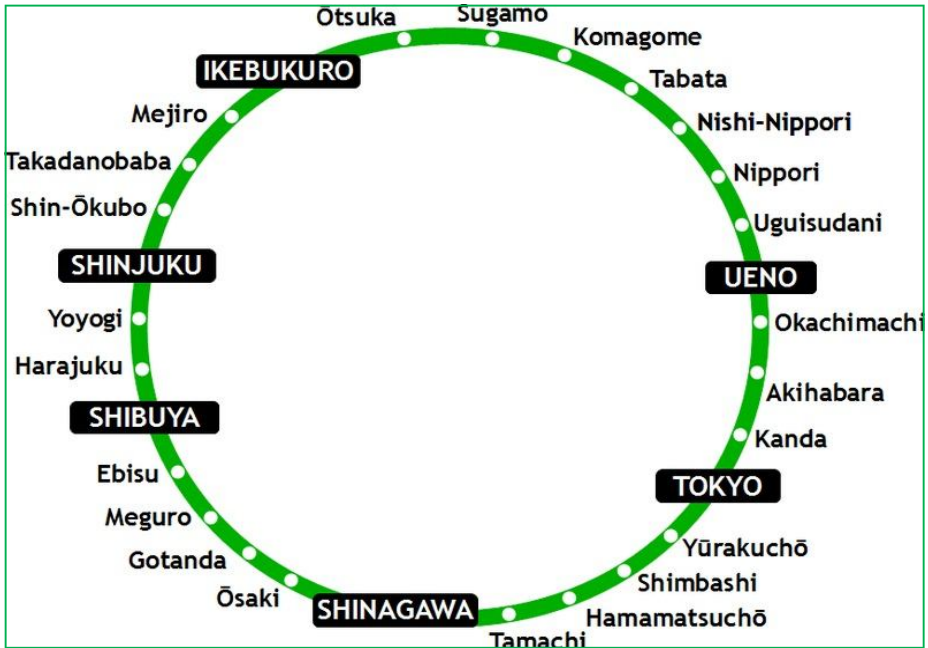 Ōtsuka
Sugamo
Komagome
Tabata
Nishi-Nippori
Nippori
Uguisudani
UENO
Okachimachi
Akihabara
Kanda
TOKYO
Yūrakuchō
Shimbashi
Hamamatsuchō
Tamachi
SHINAGAWA
Ōsaki
Gotanda
Meguro
Ebisu
SHIBUYA
Harajuku
Yoyogi
SHINJUKU
Shin-Ōkubo
Takadanobaba
Mejiro
IKEBUKURO